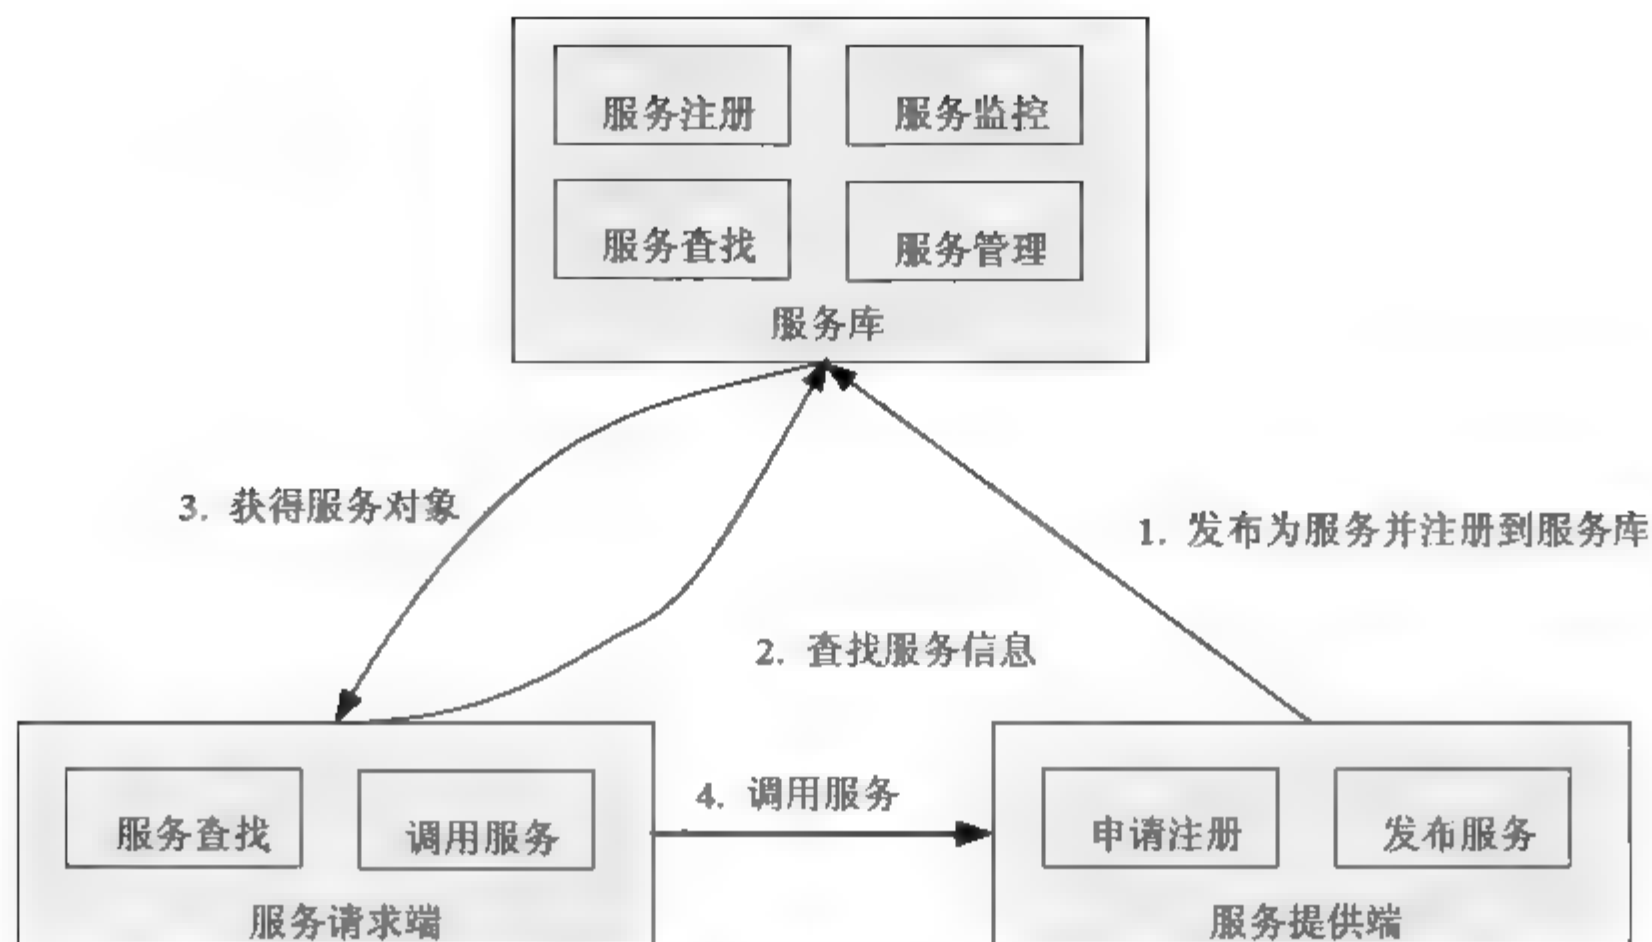 服务注册
服务监控
服务查找
服务管理
服务库
3. 获得服务对象
1. 发布为服务并注册到服务库
2. 查找服务信息
4. 调用服务
服务查找
调用服务
申请注册
发布服务
服务请求端
服务提供端